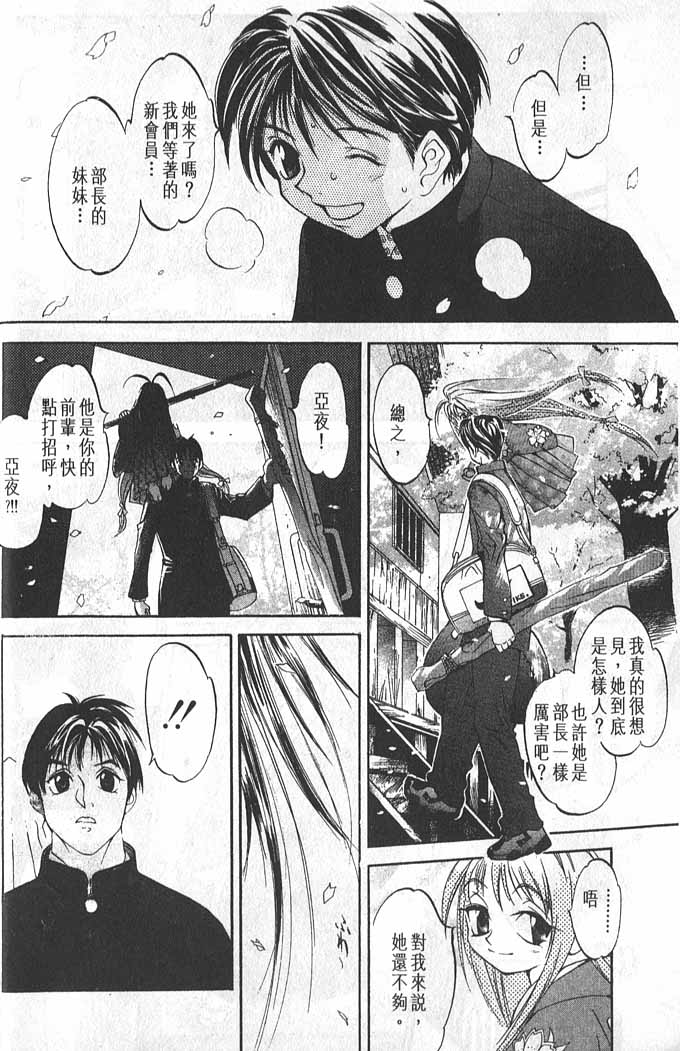 …但…
但是…
她來了嗎？
我們等著的
新會員…
部長的
妹妹…
總之，
我真的很想
見，她到底
是怎樣人？
也許她是
部長一樣
厲害吧？
亞夜！
他是你的
前輩，快
點打招呼，
亞夜?!!
唔…
對我來說，
她還不夠。
!!